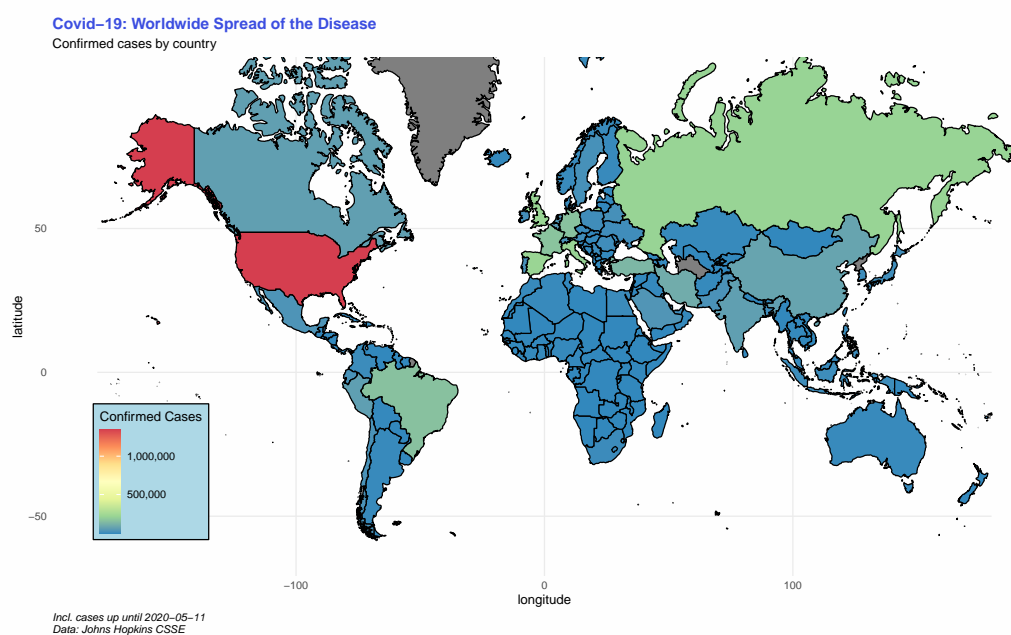 Covid−19: Worldwide Spread of the Disease
Confirmed cases by country
latitude
50
0
−50
Confirmed Cases
1,000,000
500,000
−100
0
100
longitude
Incl. cases up until 2020−05−11
Data: Johns Hopkins CSSE